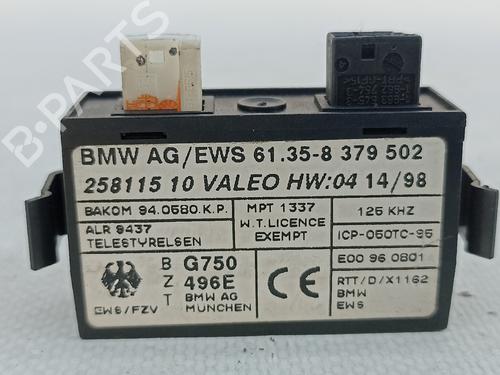 B-PARTS
BMW AG/EWS 61.35-8 379 502
258115 10 VALEO HW:04 14/98
BAKOM 94.0580.K.P.
ALR 9437
TELESTYRELSEN
MPT 1337
W.T.LICENCE
EXEMPT
125 KHZ
ICP-050TC-95
E00 96 0801
EWS/FZV
B
Z
T
G750
496E
BMW AG
MÜNCHEN
CE
RTT/D/X1162
BMW
EWS